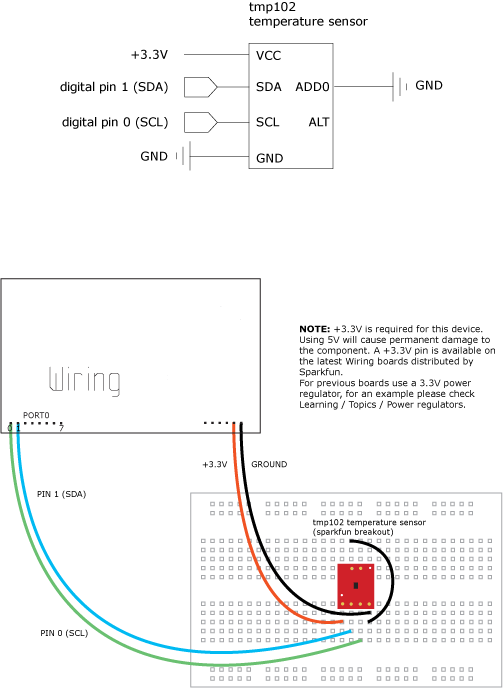 tmp102
temperature sensor
+3.3V
VCC
digital pin 1 (SDA)
SDA
ADD0
GND
digital pin 0 (SCL)
SCL
ALT
GND
GND
NOTE: +3.3V is required for this device.
Using 5V will cause permanent damage to
the component. A +3.3V pin is available on
the latest Wiring boards distributed by
Sparkfun.
For previous boards use a 3.3V power
regulator, for an example please check
Learning / Topics / Power regulators.
Wiring
PORT0
0 1 7
+3.3V
GROUND
PIN 1 (SDA)
tmp102 temperature sensor
(sparkfun breakout)
PIN 0 (SCL)